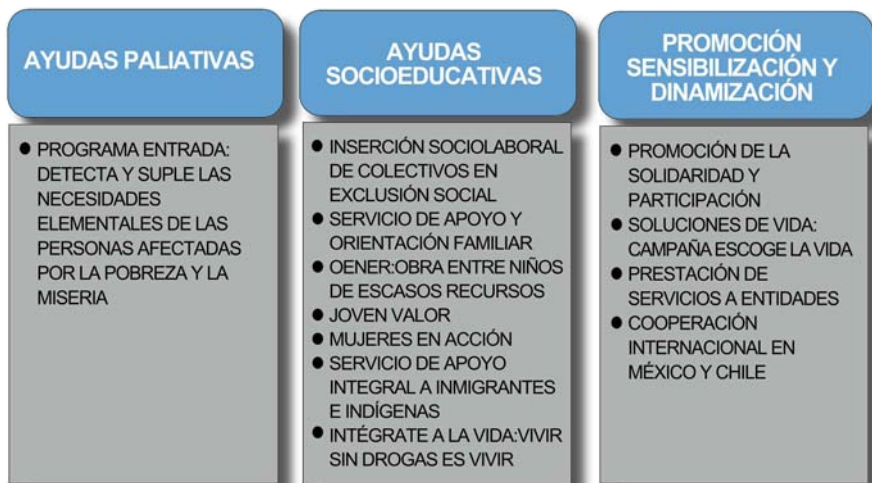 AYUDAS PALIATIVAS
● PROGRAMA ENTRADA:
DETECTA Y SUPLE LAS
NECESIDADES
ELEMENTALES DE LAS
PERSONAS AFECTADAS
POR LA POBREZA Y LA
MISERIA
AYUDAS
SOCIOEDUCATIVAS
● INSERCIÓN SOCIOLABORAL
DE COLECTIVOS EN
EXCLUSIÓN SOCIAL
● SERVICIO DE APOYO Y
ORIENTACIÓN FAMILIAR
● OENER:OBRA ENTRE NIÑOS
DE ESCASOS RECURSOS
● JOVEN VALOR
● MUJERES EN ACCIÓN
● SERVICIO DE APOYO
INTEGRAL A INMIGRANTES
E INDÍGENAS
● INTÉGRATE A LA VIDA:VIVIR
SIN DROGAS ES VIVIR
PROMOCIÓN
SENSIBILIZACIÓN Y
DINAMIZACIÓN
● PROMOCIÓN DE LA
SOLIDARIDAD Y
PARTICIPACIÓN
● SOLUCIONES DE VIDA:
CAMPAÑA ESCOGE LA VIDA
● PRESTACIÓN DE
SERVICIOS A ENTIDADES
● COOPERACIÓN
INTERNACIONAL EN
MÉXICO Y CHILE